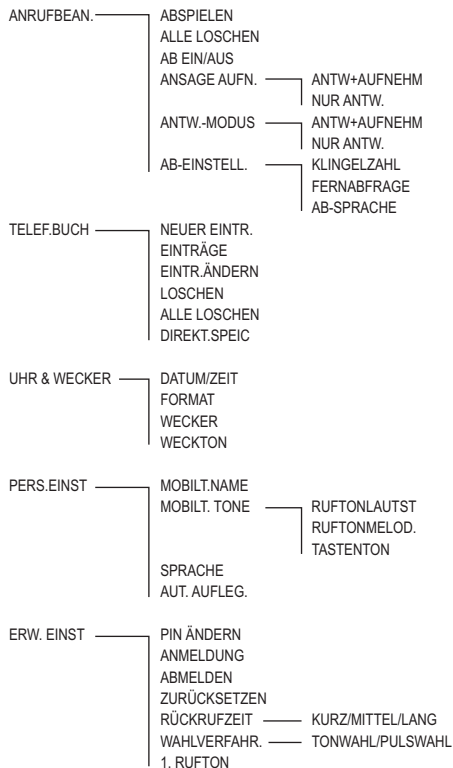 ANRUFBEAN. ABSPIELEN
ALLE LOSCHEN
AB EIN/AUS
ANSAGE AUFN. ANTW+AUFNEHM
NUR ANTW.
ANTW.-MODUS ANTW+AUFNEHM
NUR ANTW.
AB-EINSTELL. KLINGELZAHL
FERNABFRAGE
AB-SPRACHE
TELEF.BUCH NEUER EINTR.
EINTRÄGE
EINTR.ÄNDERN
LOSCHEN
ALLE LOSCHEN
DIREKT.SPEIC
UHR & WECKER DATUM/ZEIT
FORMAT
WECKER
WECKTON
PERS.EINST MOBILT.NAME
MOBILT. TONE RUFTONLAUTST
RUFTONMELOD.
TASTENTON
SPRACHE
AUT. AUFLEG.
ERW. EINST PIN ÄNDERN
ANMELDUNG
ABMELDEN
ZURÜCKSETZEN
RÜCKRUFZEIT KURZ/MITTEL/LANG
WAHLVERFAHR. TONWAHL/PULSWAHL
1. RUFTON